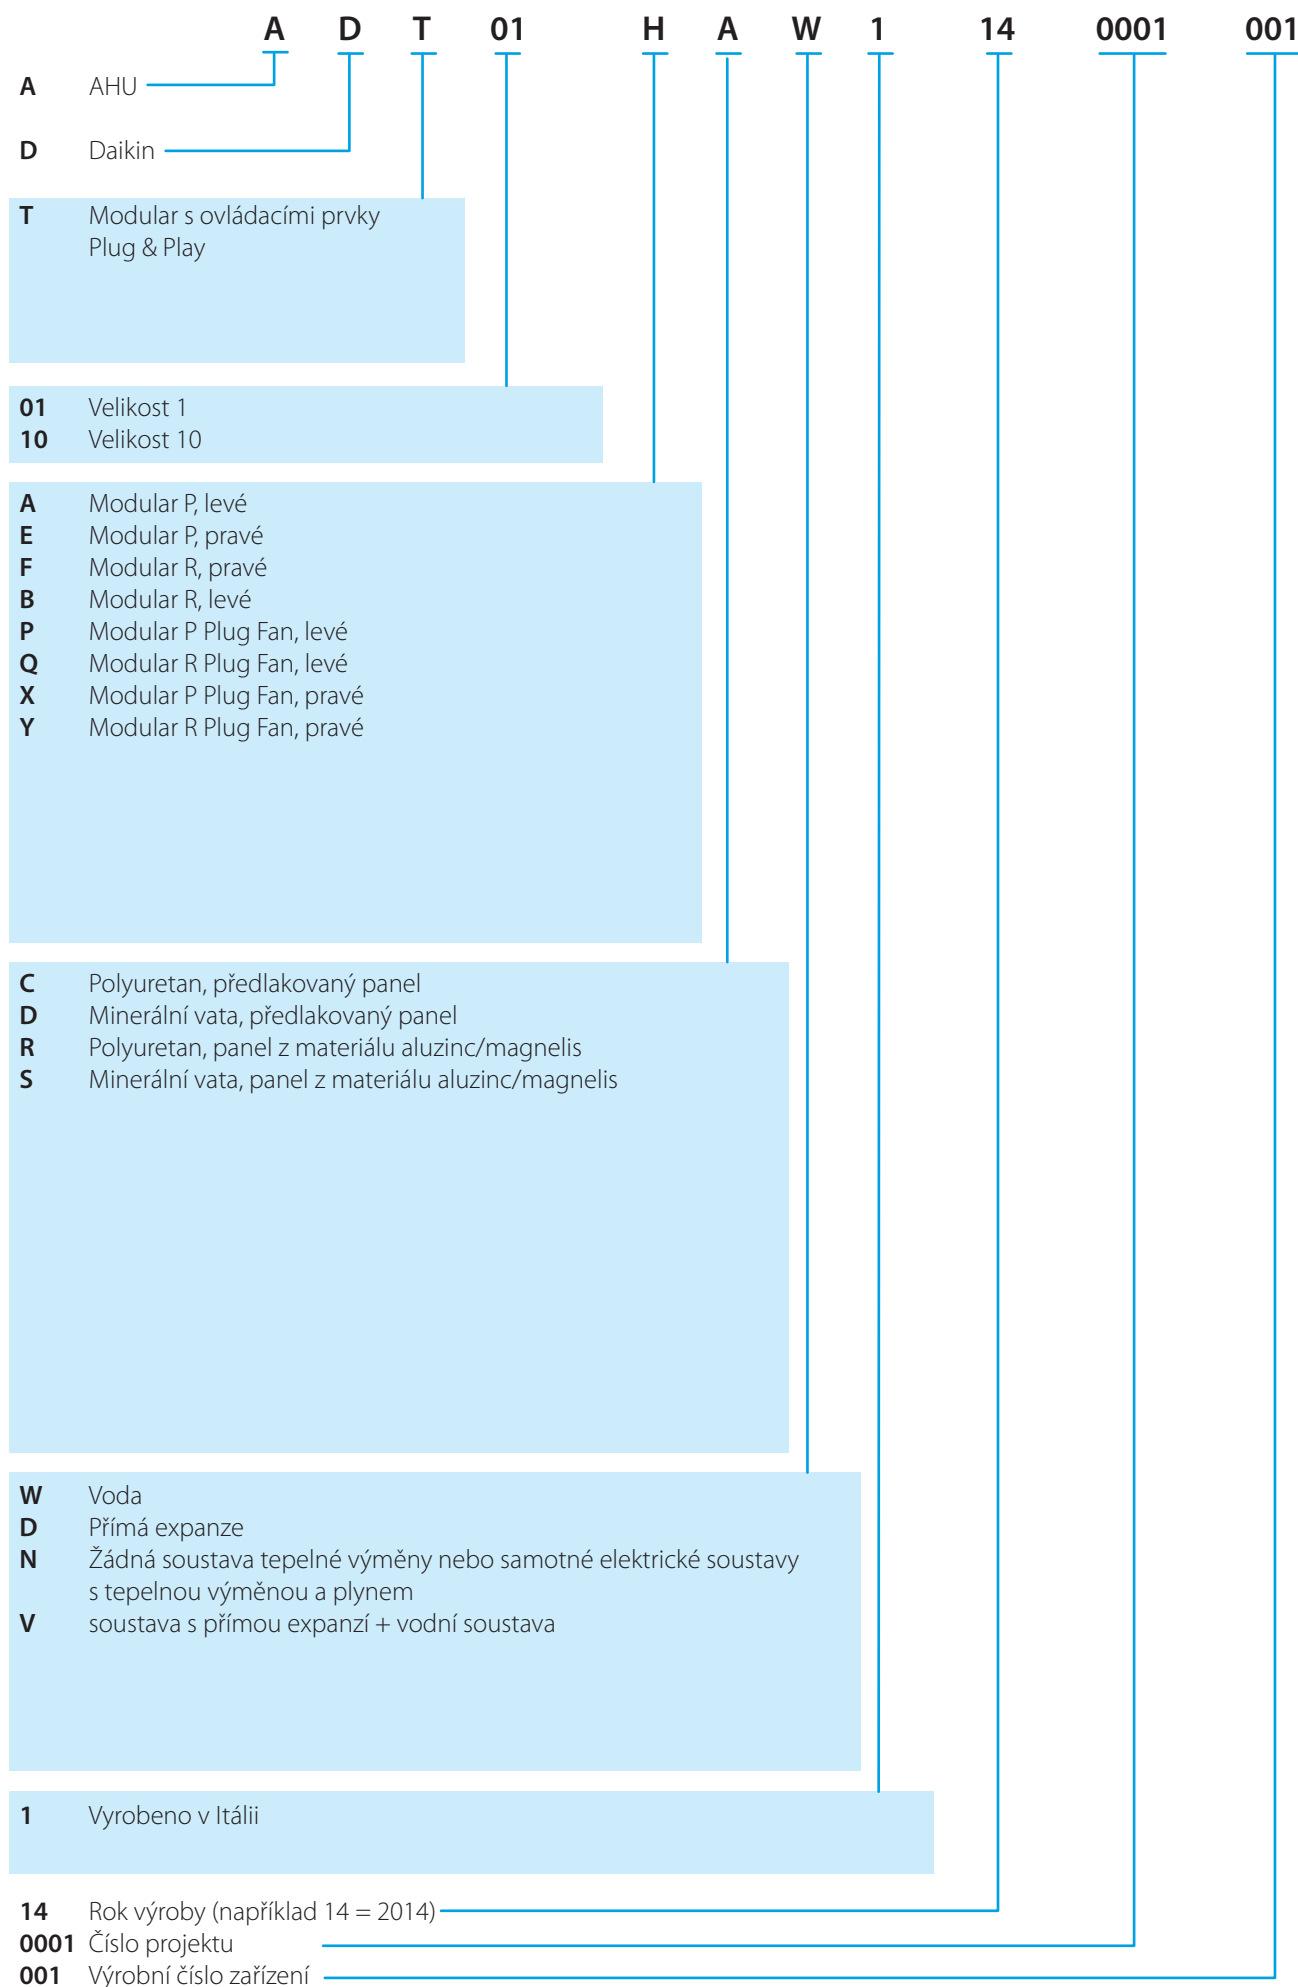 A D T 01 H A W 1 14 0001 001
A AHU
D Daikin
T Modular s ovládacími prvky
Plug & Play
01 Velikost 1
10 Velikost 10
A Modular P, levé
E Modular P, pravé
F Modular R, pravé
B Modular R, levé
P Modular P Plug Fan, levé
Q Modular R Plug Fan, levé
X Modular P Plug Fan, pravé
Y Modular R Plug Fan, pravé
C Polyuretan, předlakovaný panel
D Minerální vata, předlakovaný panel
R Polyuretan, panel z materiálu aluzinc/magnelis
S Minerální vata, panel z materiálu aluzinc/magnelis
W Voda
D Přímá expanze
N Žádná soustava tepelné výměny nebo samotné elektrické soustavy
s tepelnou výměnou a plynem
V soustava s přímou expanzí + vodní soustava
1 Vyrobeno v Itálii
14 Rok výroby (například 14 = 2014)
0001 Číslo projektu
001 Výrobní číslo zařízení